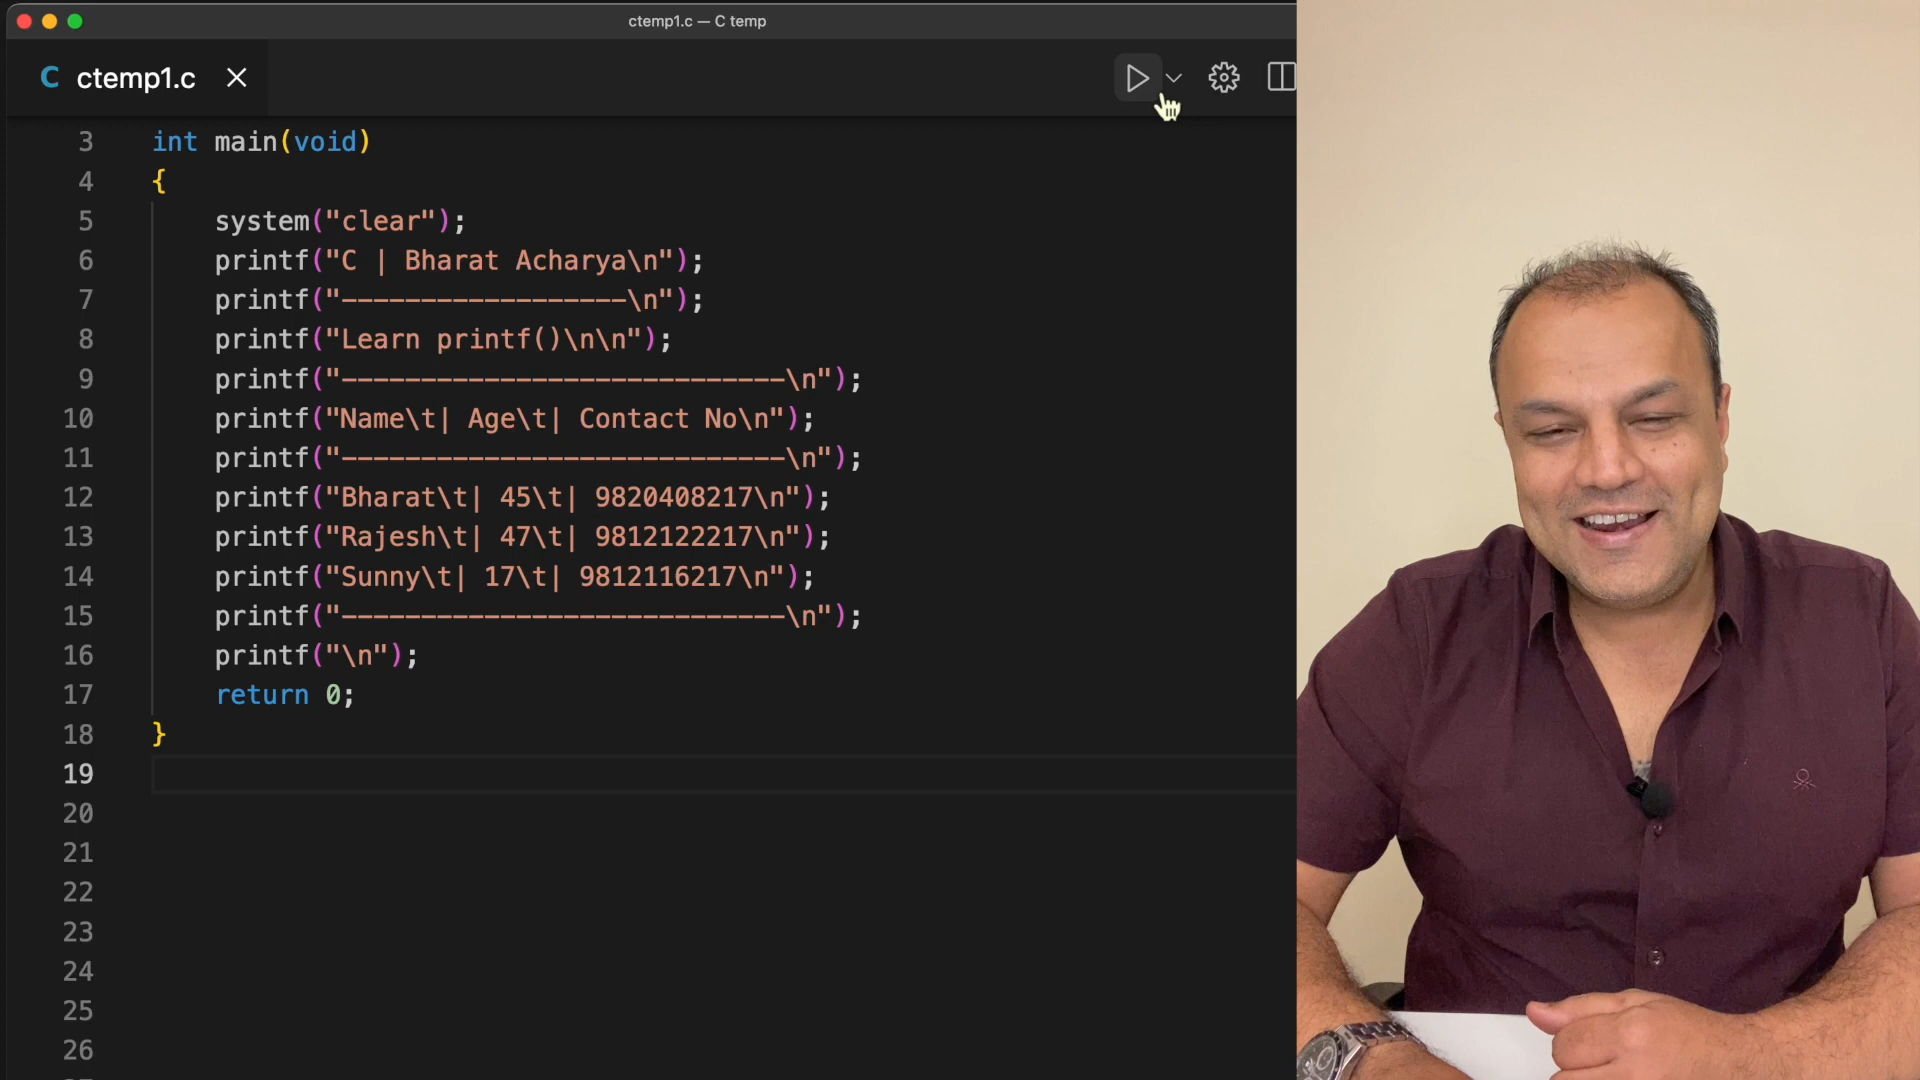 ctemp1.c — C temp
C ctemp1.c
3 int main(void)
4 {
5 system("clear");
6 printf("C | Bharat Acharya\n");
7 printf("------------------\n");
8 printf("Learn printf()\n\n");
9 printf("----------------------------\n");
10 printf("Name\t| Age\t| Contact No\n");
11 printf("----------------------------\n");
12 printf("Bharat\t| 45\t| 9820408217\n");
13 printf("Rajesh\t| 47\t| 9812122217\n");
14 printf("Sunny\t| 17\t| 9812116217\n");
15 printf("----------------------------\n");
16 printf("\n");
17 return 0;
18 }
19
20
21
22
23
24
25
26